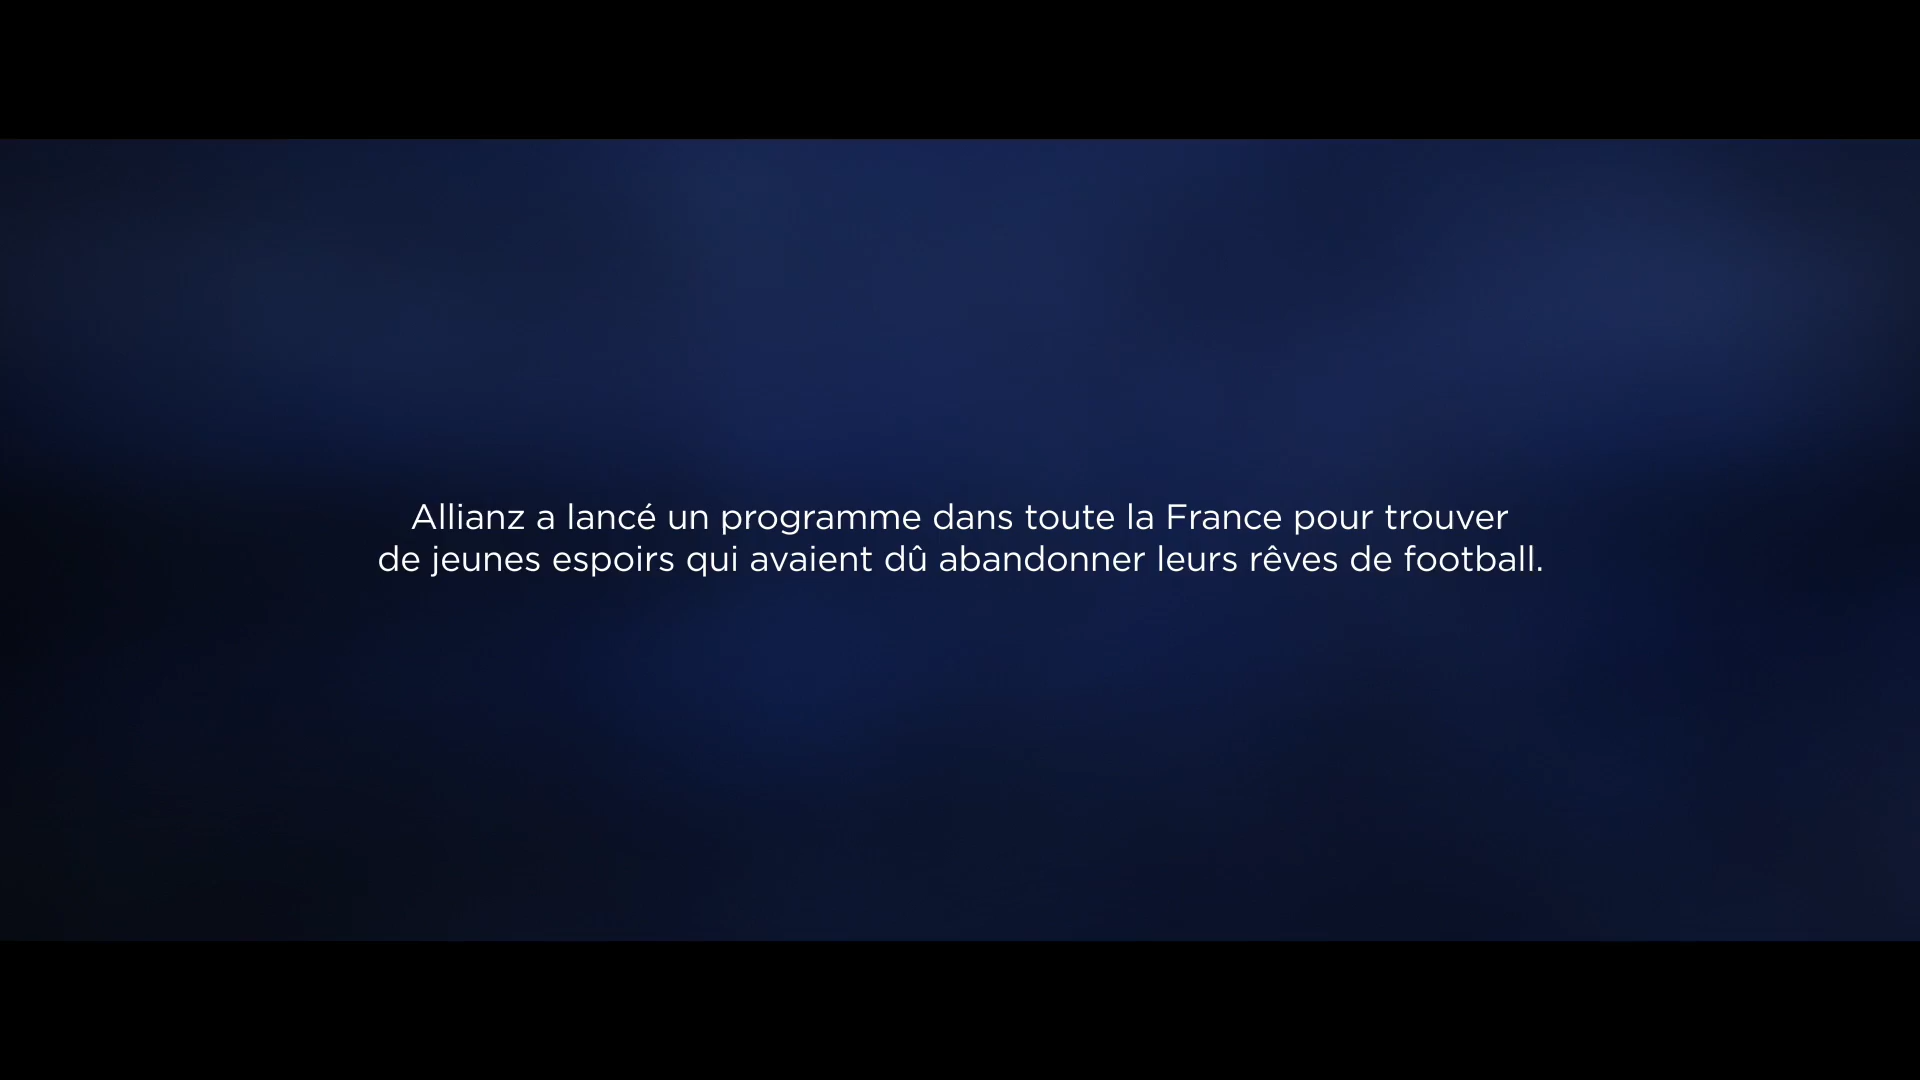 Allianz a lancé un programme dans toute la France pour trouver
de jeunes espoirs qui avaient dû abandonner leurs rêves de football.